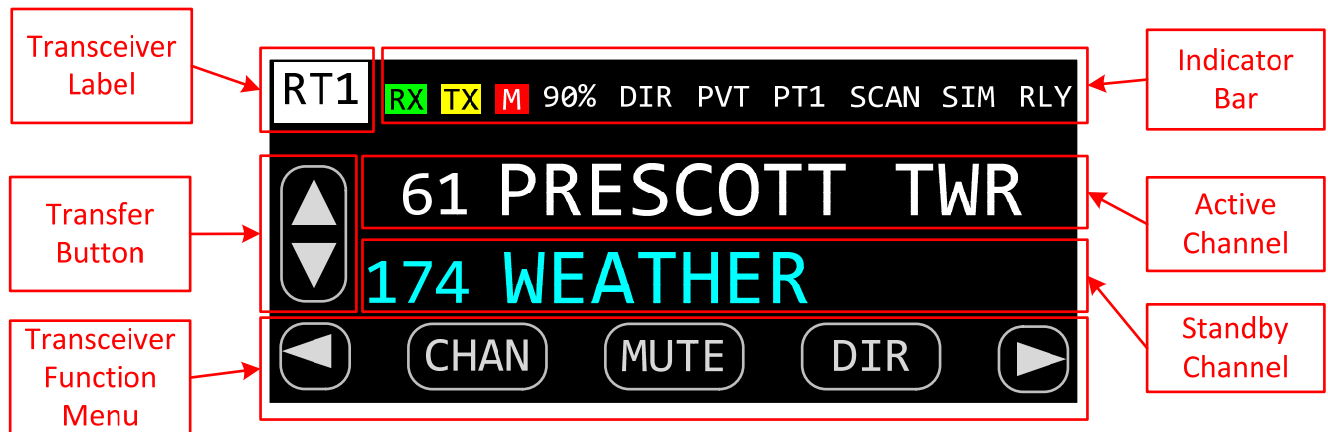 Transceiver
Label
RT1
RX TX M 90% DIR PVT PT1 SCAN SIM RLY
Indicator
Bar
Transfer
Button
61 PRESCOTT TWR
Active
Channel
174 WEATHER
Standby
Channel
Transceiver
Function
Menu
CHAN MUTE DIR